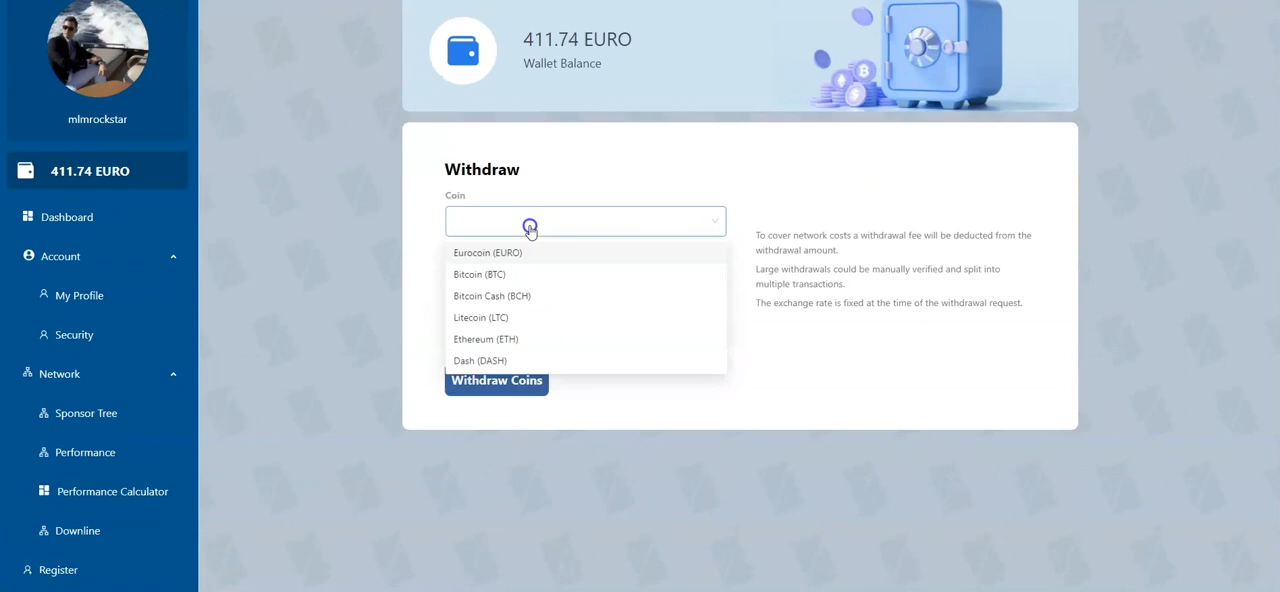 mlmrockstar
411.74 EURO
Dashboard
Account
My Profile
Security
Network
Sponsor Tree
Performance
Performance Calculator
Downline
Register
411.74 EURO
Wallet Balance
Withdraw
Coin
Eurocoin (EURO)
Bitcoin (BTC)
Bitcoin Cash (BCH)
Litecoin (LTC)
Ethereum (ETH)
Dash (DASH)
Withdraw Coins
To cover network costs a withdrawal fee will be deducted from the
withdrawal amount.
Large withdrawals could be manually verified and split into
multiple transactions.
The exchange rate is fixed at the time of the withdrawal request.